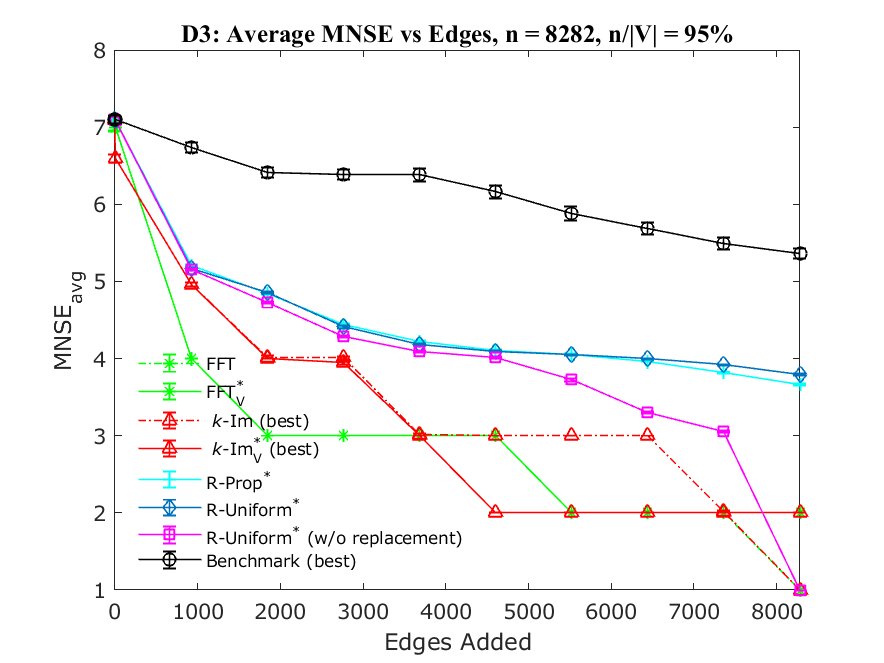 D3: Average MNSE vs Edges, n = 8282, n/|V| = 95%
8
7
6
5
4
3
2
1
MNSE_avg
FFT
FFT*_V
k-Im (best)
k-Im*_V (best)
R-Prop*
R-Uniform*
R-Uniform* (w/o replacement)
Benchmark (best)
0 1000 2000 3000 4000 5000 6000 7000 8000
Edges Added